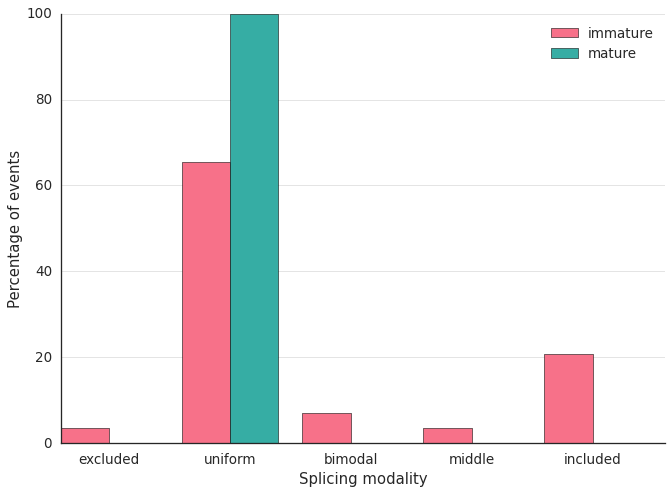 100
80
60
40
20
0
Percentage of events
immature
mature
excluded uniform bimodal middle included
Splicing modality